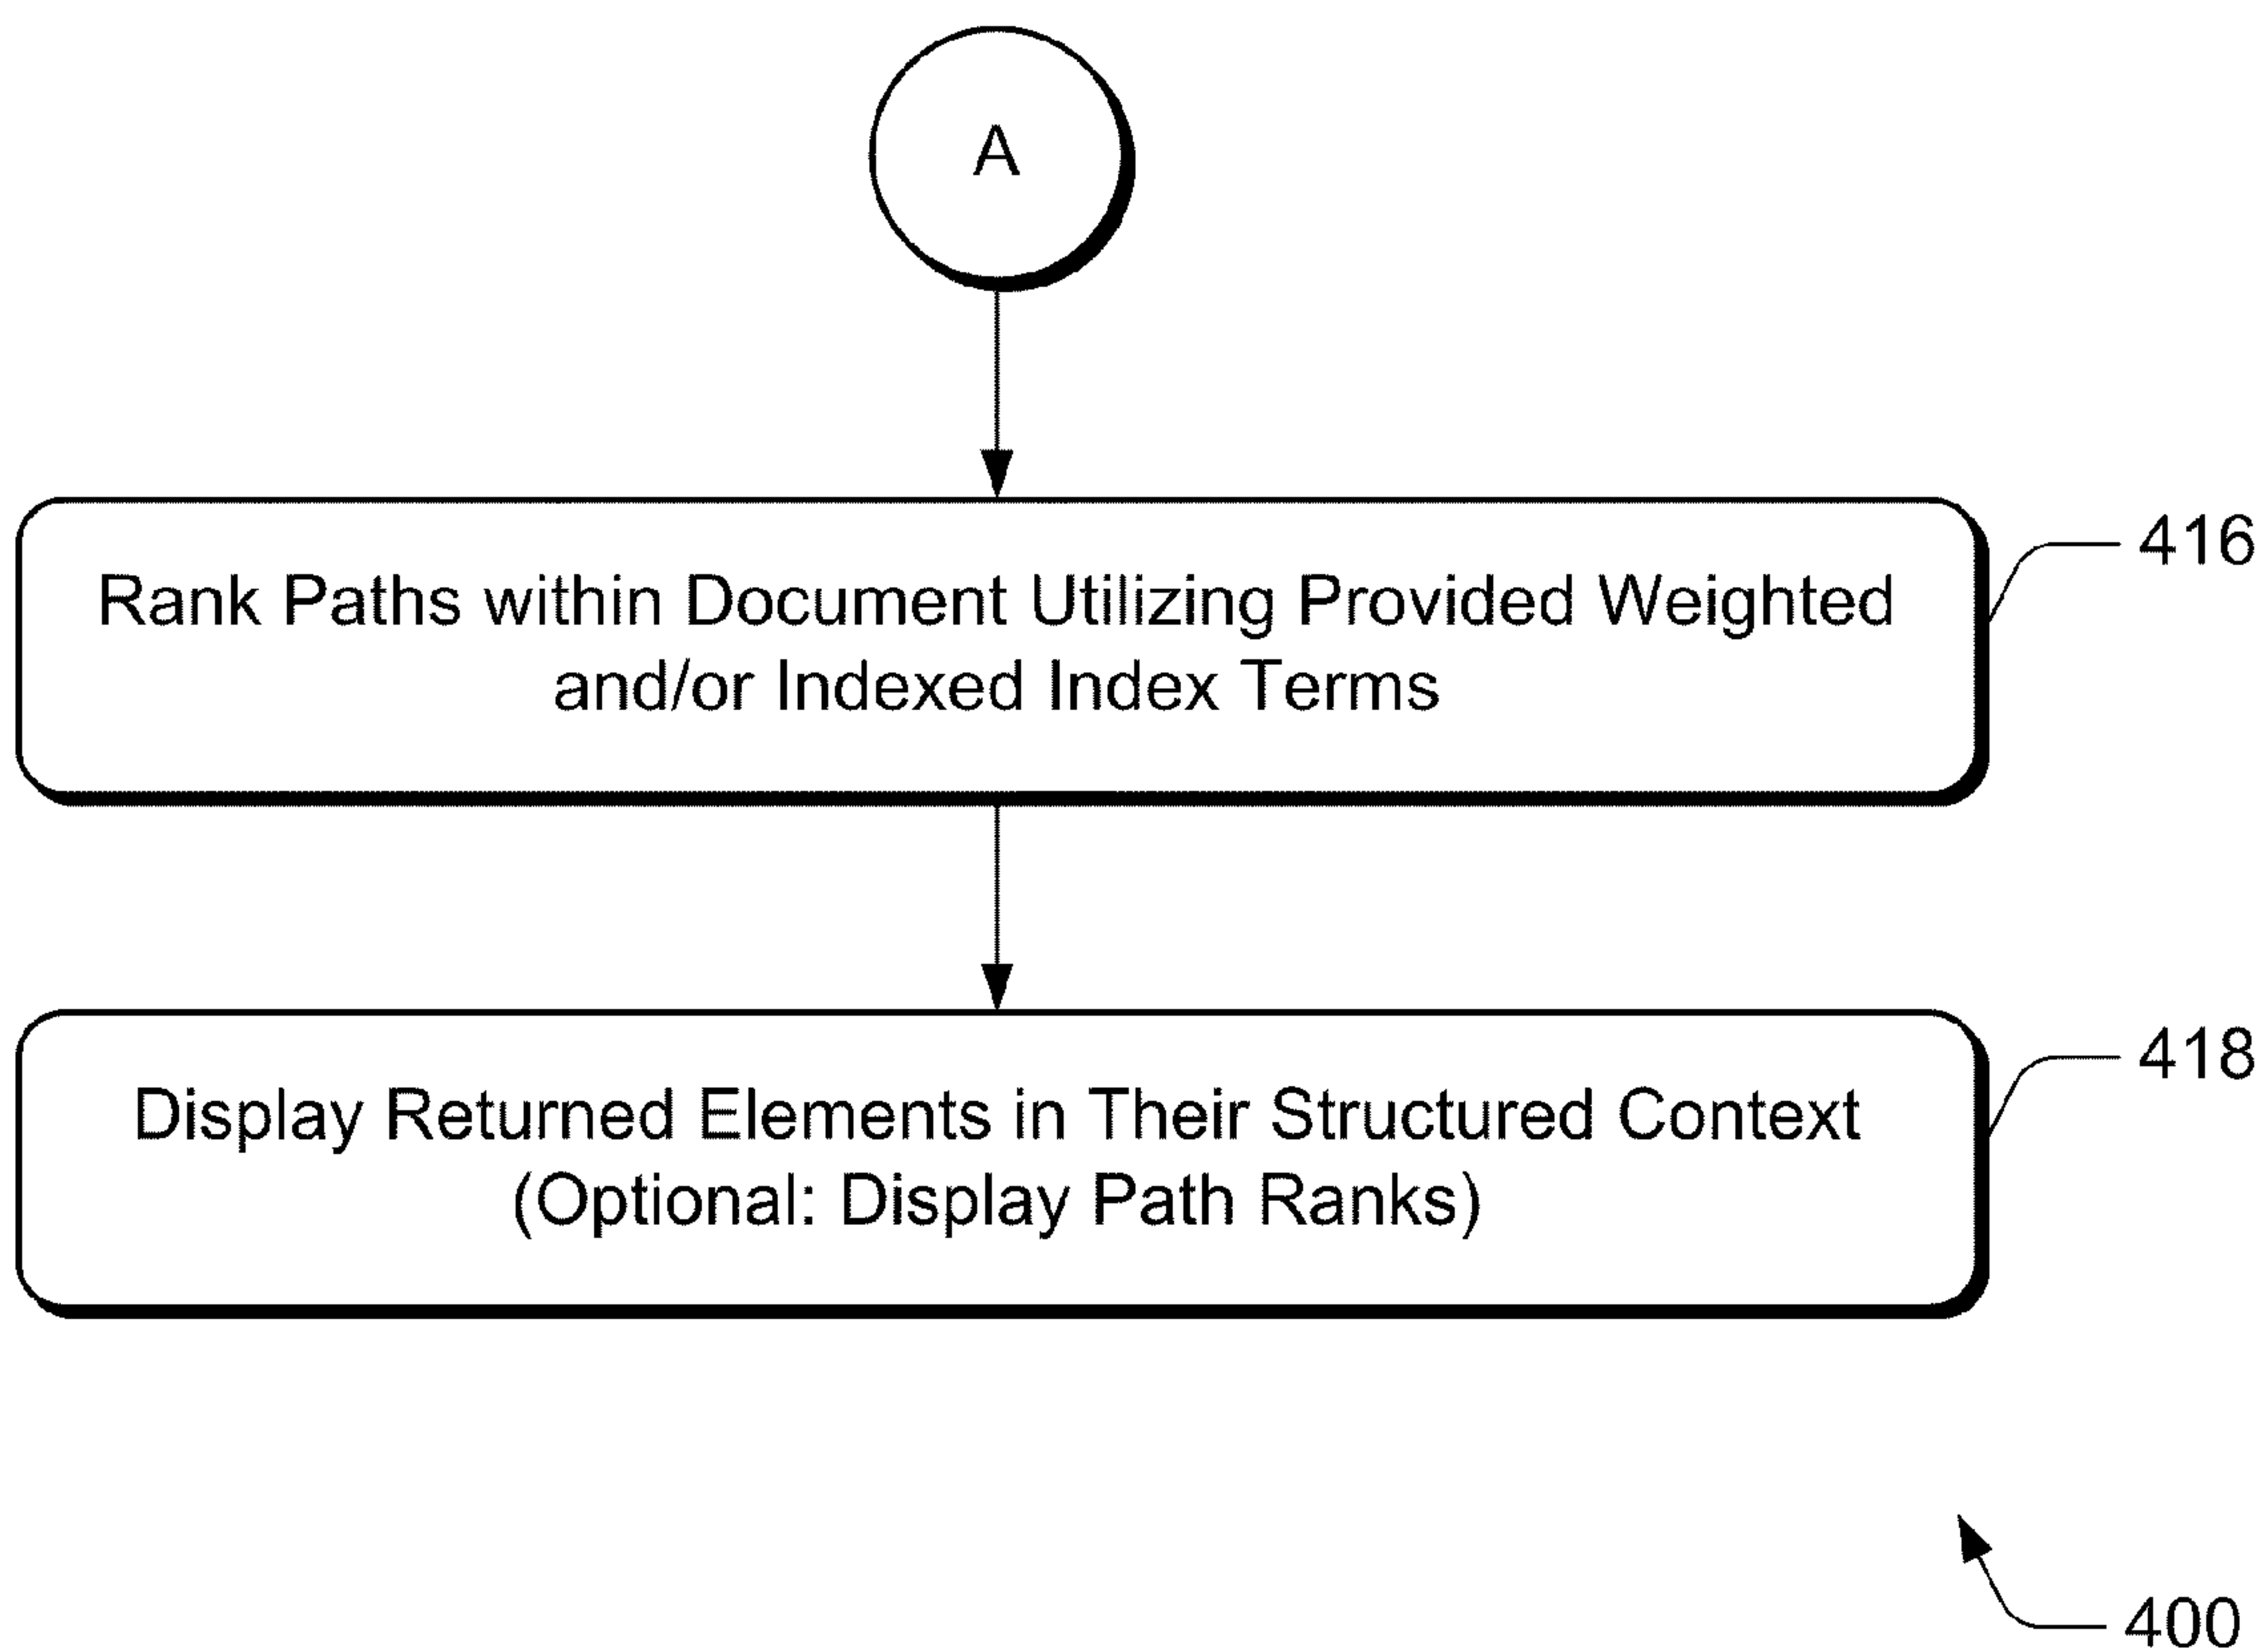 A
Rank Paths within Document Utilizing Provided Weighted
and/or Indexed Index Terms
416
Display Returned Elements in Their Structured Context
(Optional: Display Path Ranks)
418
400